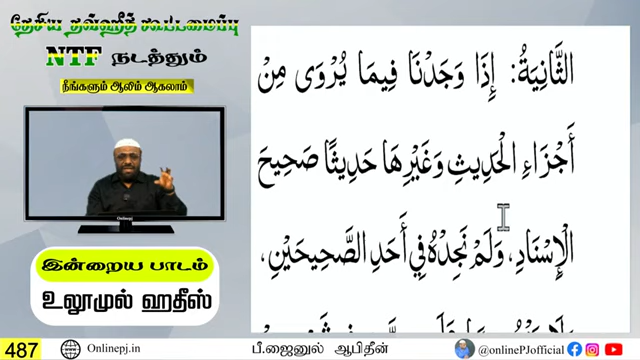 தேசிய தவ்ஹீத் கூட்டமைப்பு
NTF நடத்தும்
நீங்களும் ஆலிம் ஆகலாம்
Onlinepj
இன்றைய பாடம்
உலூமுல் ஹதீஸ்
الثَّانِيَةُ: إِذَا وَجَدْنَا فِيمَا يُرْوَى مِنْ
أَجْزَاءِ الْحَدِيثِ وَغَيْرِهَا حَدِيثًا صَحِيحَ
الْإِسْنَادِ، وَلَمْ نَجِدْهُ فِي أَحَدِ الصَّحِيحَيْنِ،
487
Onlinepj.in
பீ.ஜைனுல் ஆபிதீன்
@onlinePJofficial